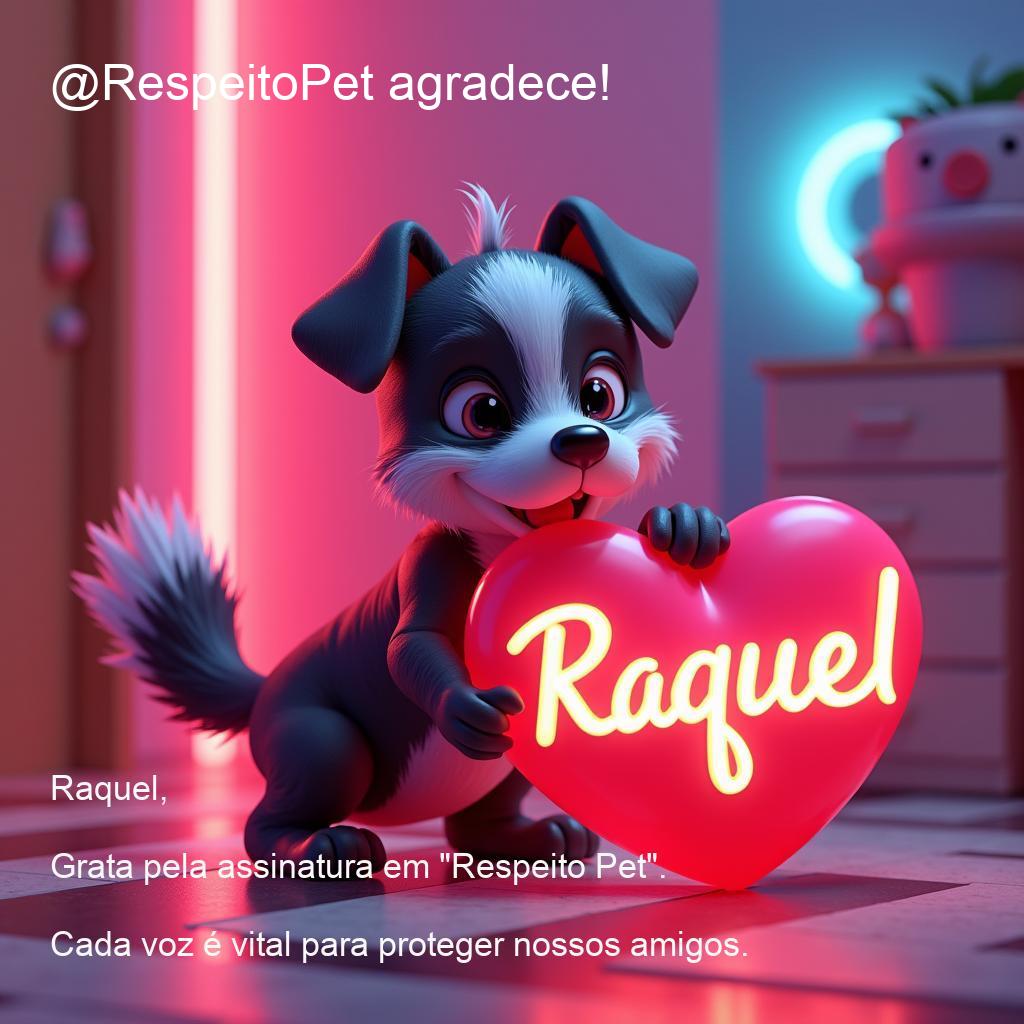 @RespeitoPet agradece!
Raquel
Raquel,
Grata pela assinatura em "Respeito Pet".
Cada voz é vital para proteger nossos amigos.